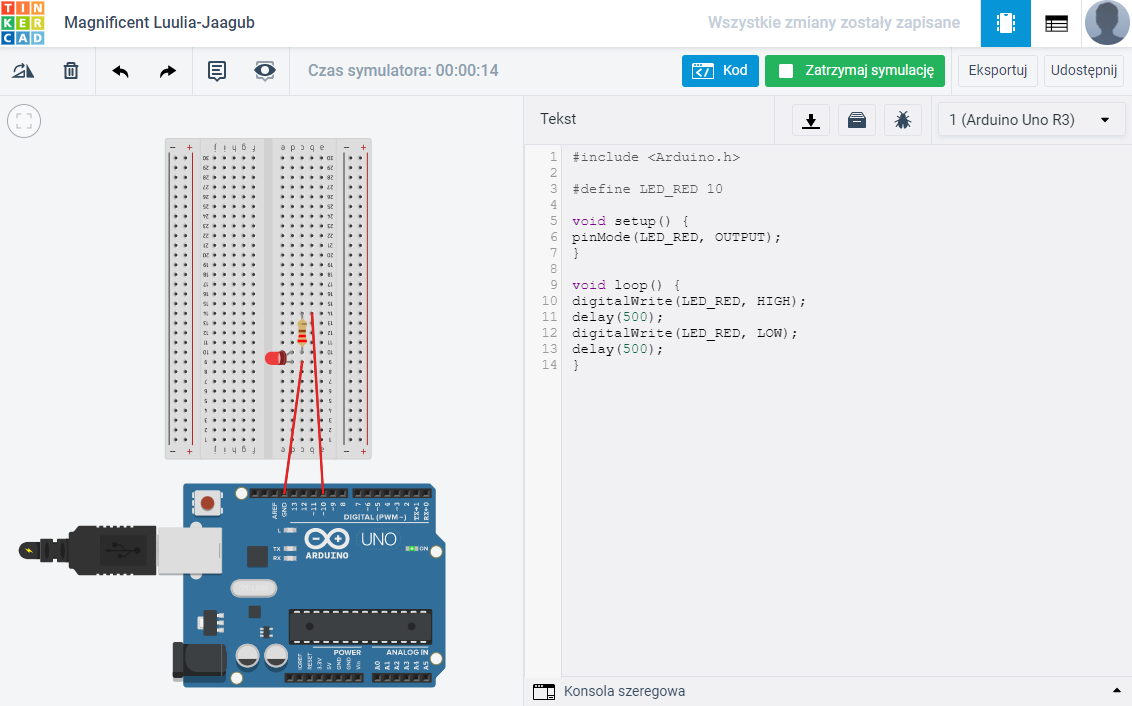 TIN
KER
CAD
Magnificent Luulia-Jaagub
Wszystkie zmiany zostały zapisane
Czas symulatora: 00:00:14
Kod
Zatrzymaj symulację
Eksportuj
Udostępnij
Tekst
1 (Arduino Uno R3)
1 #include <Arduino.h>
2
3 #define LED_RED 10
4
5 void setup() {
6 pinMode(LED_RED, OUTPUT);
7 }
8
9 void loop() {
10 digitalWrite(LED_RED, HIGH);
11 delay(500);
12 digitalWrite(LED_RED, LOW);
13 delay(500);
14 }
AREF
GND
13
12
~11
~10
~9
8
7
~6
~5
4
~3
2
TX→1
RX←0
DIGITAL (PWM~)
L
TX
RX
UNO
ARDUINO
ON
POWER
ANALOG IN
IOREF
RESET
3.3V
5V
GND
GND
Vin
A0
A1
A2
A3
A4
A5
Konsola szeregowa